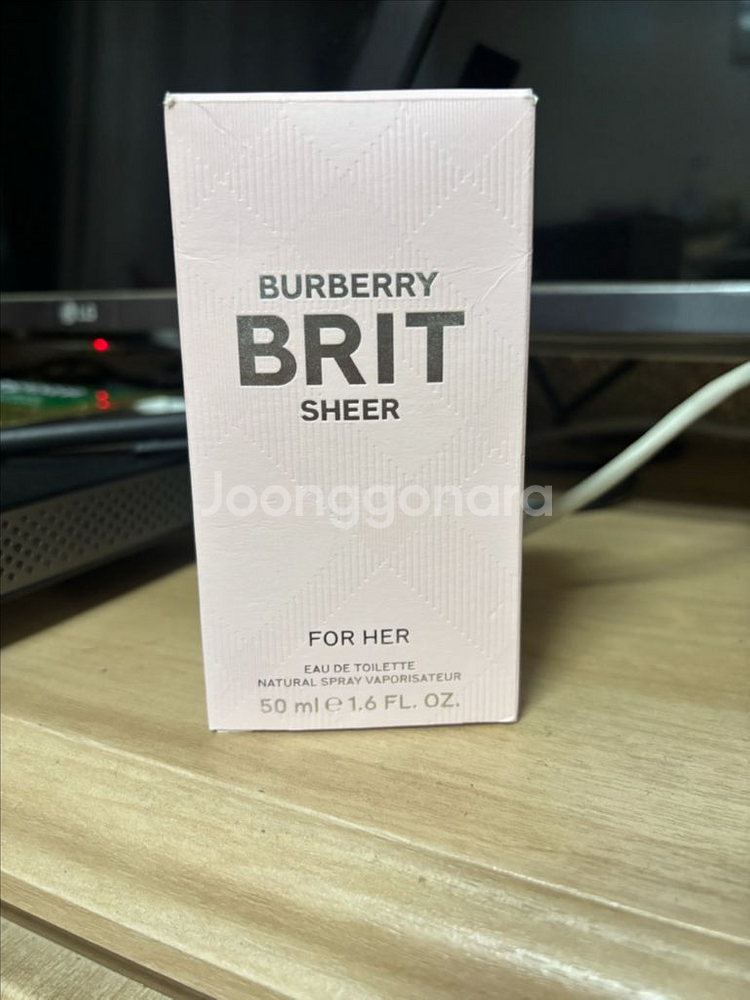 BURBERRY
BRIT
SHEER
Joonggonara
FOR HER
EAU DE TOILETTE
NATURAL SPRAY VAPORISATEUR
50 ml ℮ 1.6 FL. OZ.
LG